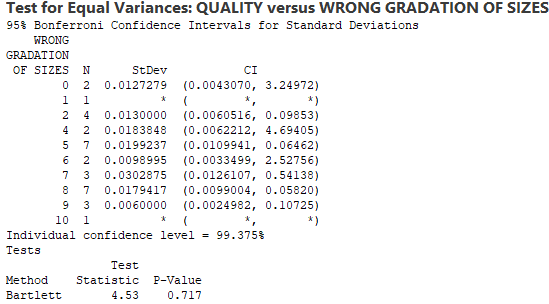 Test for Equal Variances: QUALITY versus WRONG GRADATION OF SIZES
95% Bonferroni Confidence Intervals for Standard Deviations
WRONG
GRADATION
OF SIZES N StDev CI
0 2 0.0127279 (0.0043070, 3.24972)
1 1 * ( *, *)
2 4 0.0130000 (0.0060516, 0.09853)
4 2 0.0183848 (0.0062212, 4.69405)
5 7 0.0199237 (0.0109941, 0.06462)
6 2 0.0098995 (0.0033499, 2.52756)
7 3 0.0302875 (0.0126107, 0.54138)
8 7 0.0179417 (0.0099004, 0.05820)
9 3 0.0060000 (0.0024982, 0.10725)
10 1 * ( *, *)
Individual confidence level = 99.375%
Tests
Test
Method Statistic P-Value
Bartlett 4.53 0.717